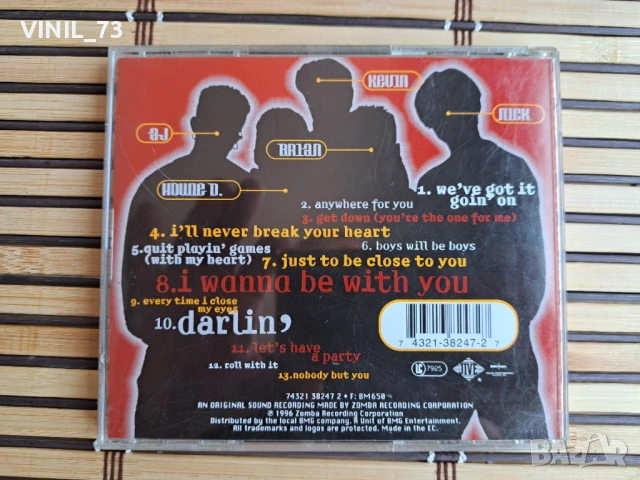 VINIL_73
KEVIN
NICK
AJ
BRIAN
HOWIE D.
1. we've got it
goin' on
2. anywhere for you
3. get down (you're the one for me)
4. i'll never break your heart
5.quit playin' games
(with my heart)
6. boys will be boys
7. just to be close to you
8.i wanna be with you
9. every time i close
my eyes
10. darlin'
11. let's have
a party
12. roll with it
13.nobody but you
7 4321-38247-2 7
LC 7925
JIVE
74321 38247 2 • F: BM650
AN ORIGINAL SOUND RECORDING MADE BY ZOMBA RECORDING CORPORATION
℗ 1996 Zomba Recording Corporation
Distributed by the local BMG company. A Unit of BMG Entertainment.
All trademarks and logos are protected. Made in the EC.
BAZAR
bg